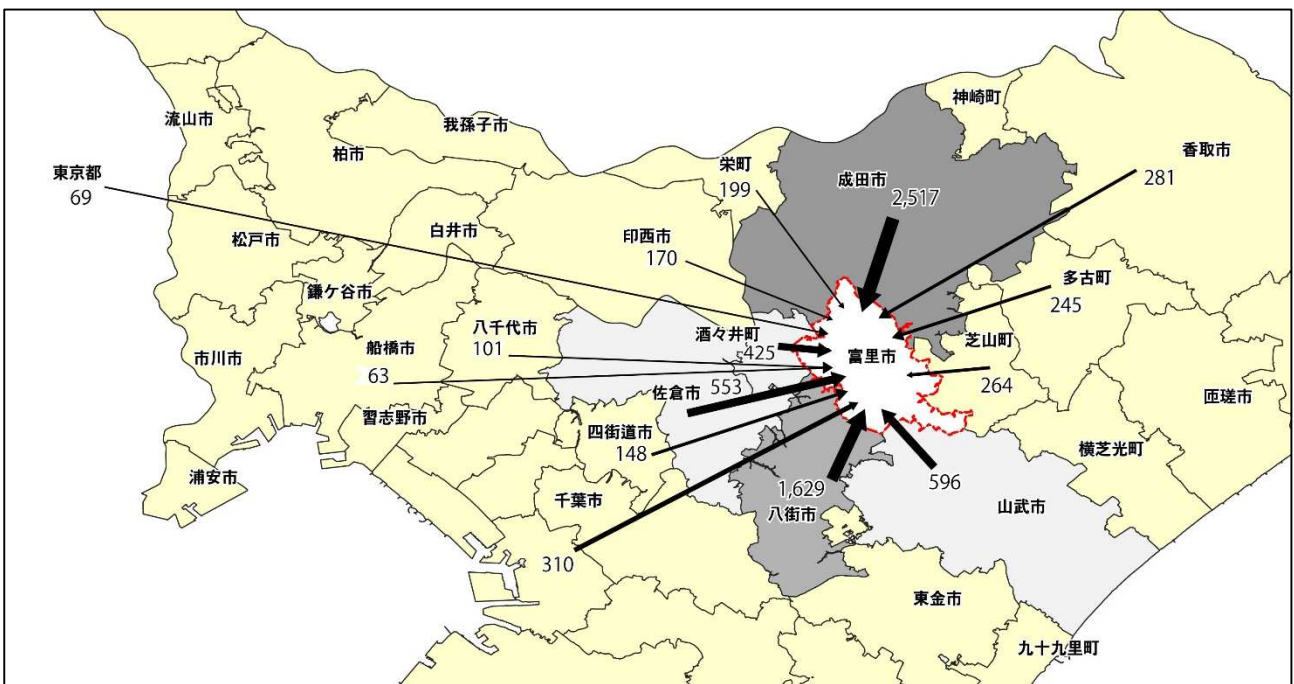 神崎町
流山市
我孫子市
柏市
香取市
東京都
69
栄町
199
成田市
2,517
281
白井市
松戸市
印西市
170
多古町
245
鎌ケ谷市
八千代市
101
酒々井町
425
芝山町
264
市川市
船橋市
63
富里市
553
佐倉市
匝瑳市
習志野市
四街道市
148
横芝光町
浦安市
千葉市
310
1,629
八街市
596
山武市
東金市
九十九里町